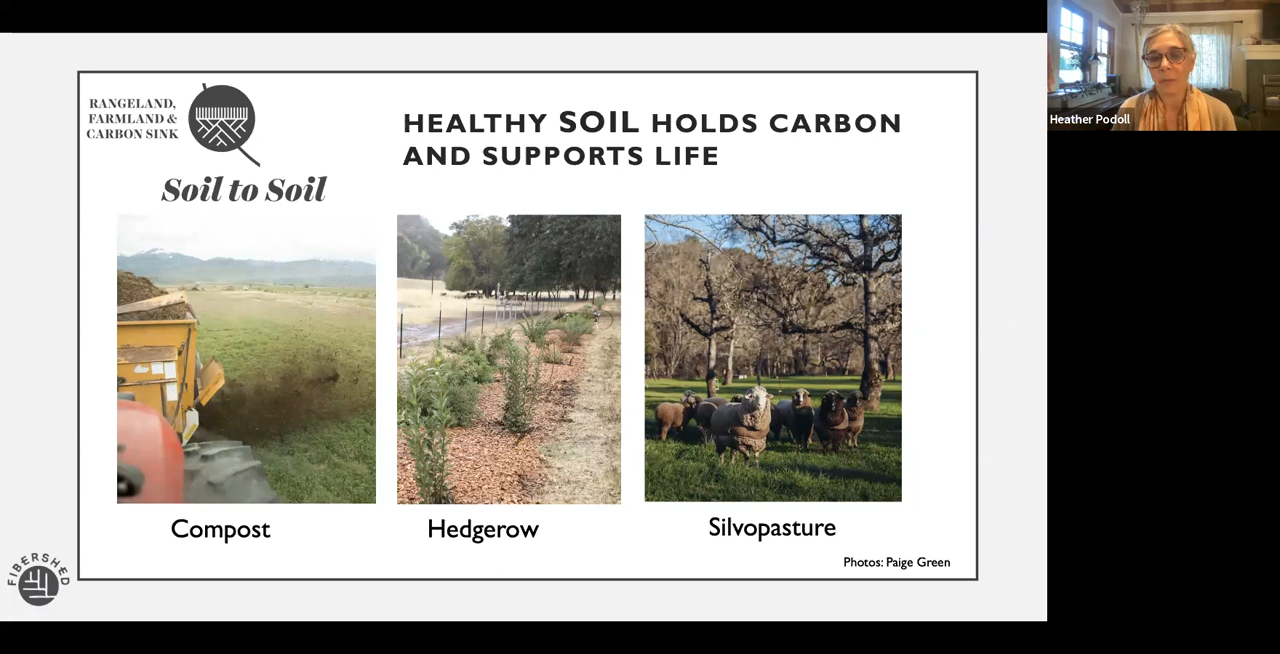 RANGELAND,
FARMLAND &
CARBON SINK
Soil to Soil
HEALTHY SOIL HOLDS CARBON
AND SUPPORTS LIFE
Compost
Hedgerow
Silvopasture
Photos: Paige Green
FIBERSHED
Heather Podoll